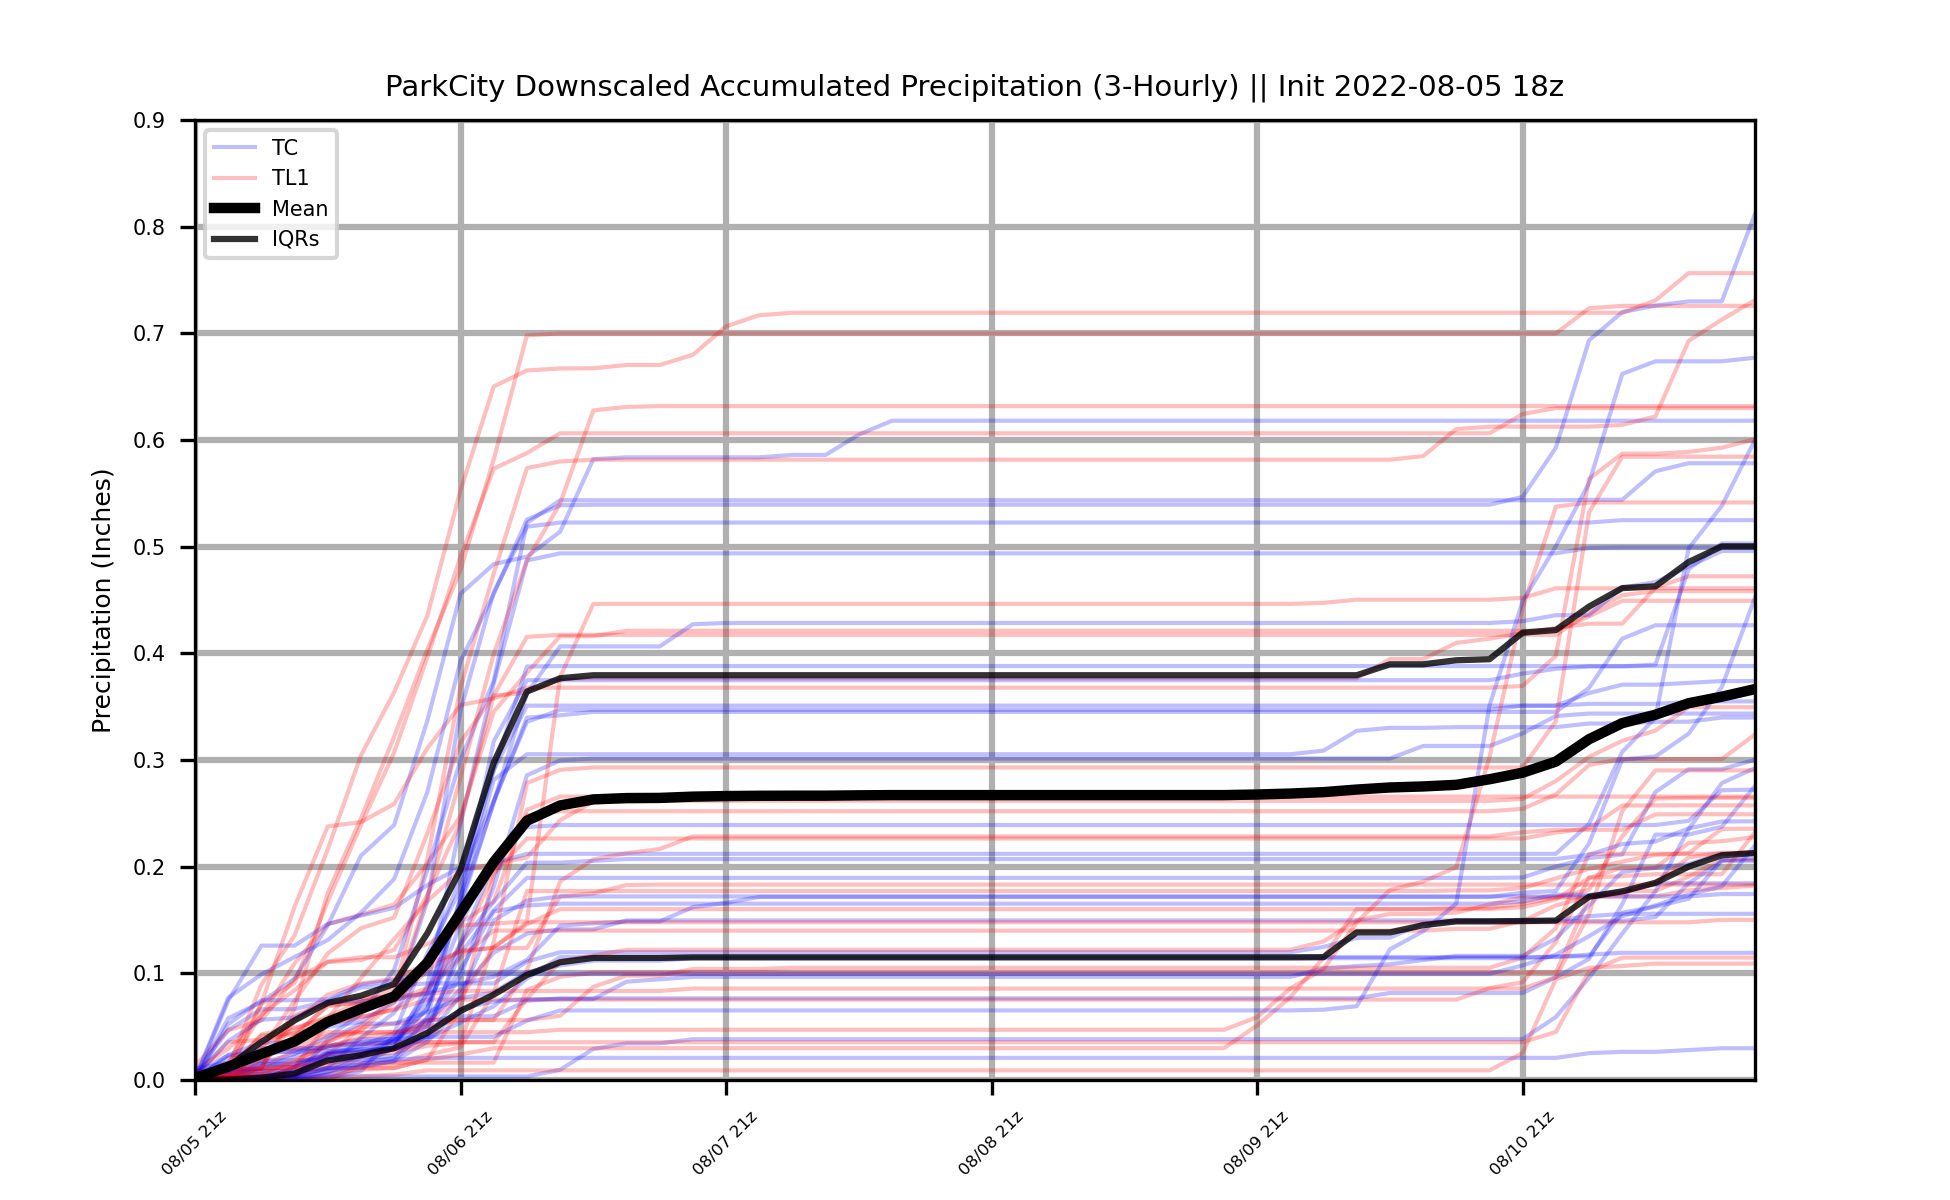 ParkCity Downscaled Accumulated Precipitation (3-Hourly) || Init 2022-08-05 18z
TC
TL1
Mean
IQRs
Precipitation (Inches)
0.9
0.8
0.7
0.6
0.5
0.4
0.3
0.2
0.1
0.0
08/05 21z
08/06 21z
08/07 21z
08/08 21z
08/09 21z
08/10 21z